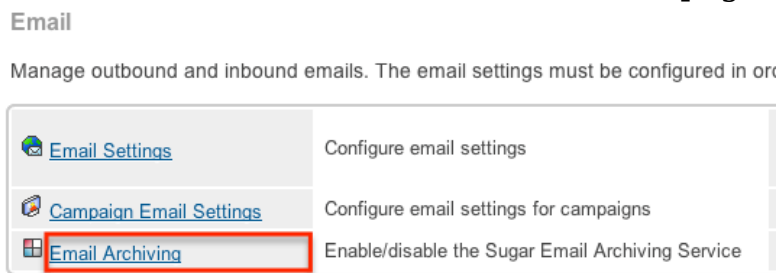 Email
Manage outbound and inbound emails. The email settings must be configured in
Email Settings Configure email settings
Campaign Email Settings Configure email settings for campaigns
Email Archiving Enable/disable the Sugar Email Archiving Service